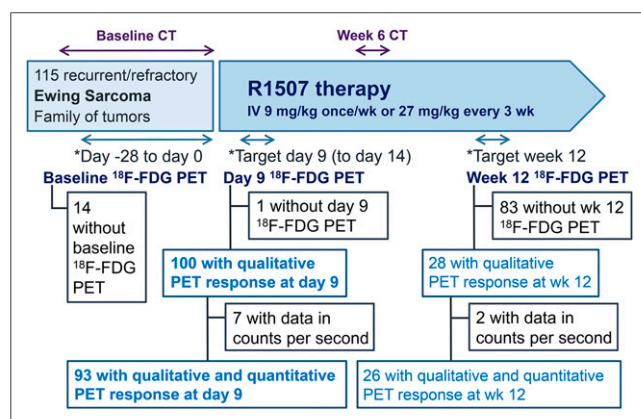 Baseline CT
Week 6 CT
115 recurrent/refractory
Ewing Sarcoma
Family of tumors
R1507 therapy
IV 9 mg/kg once/wk or 27 mg/kg every 3 wk
*Day -28 to day 0
Baseline ¹⁸F-FDG PET
*Target day 9 (to day 14)
Day 9 ¹⁸F-FDG PET
*Target week 12
Week 12 ¹⁸F-FDG PET
14
without
baseline
¹⁸F-FDG
PET
1 without day 9
¹⁸F-FDG PET
83 without wk 12
¹⁸F-FDG PET
100 with qualitative
PET response at day 9
28 with qualitative
PET response at wk 12
7 with data in
counts per second
2 with data in
counts per second
93 with qualitative and quantitative
PET response at day 9
26 with qualitative and quantitative
PET response at wk 12